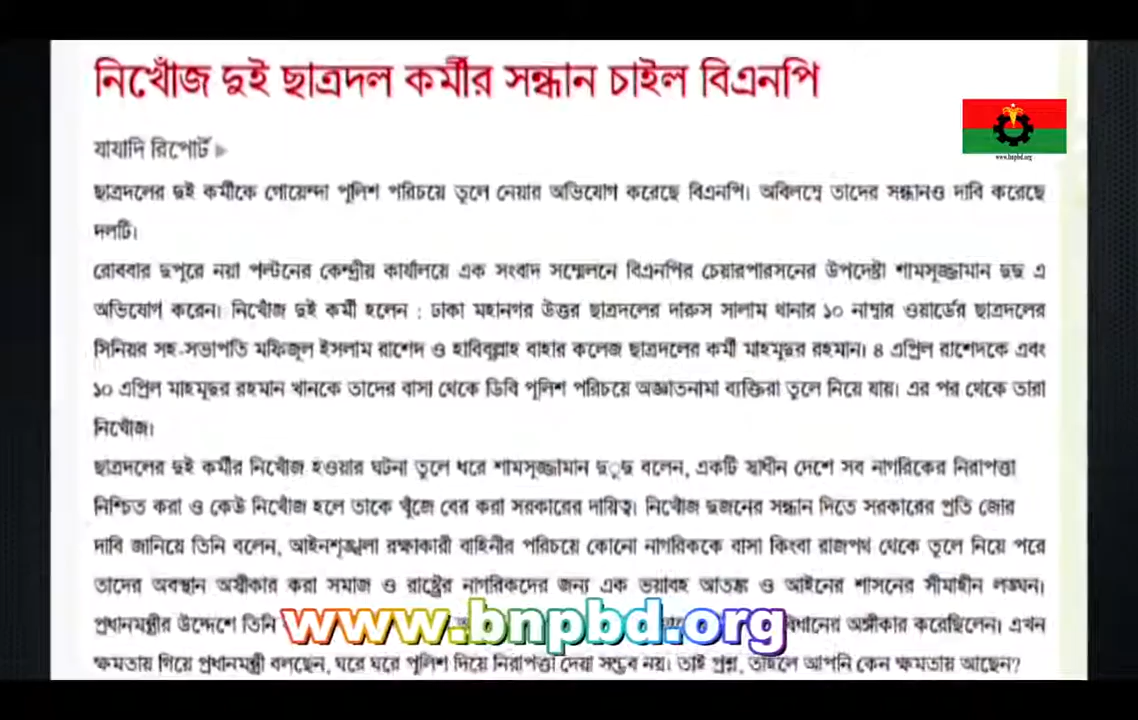 নিখোঁজ দুই ছাত্রদল কর্মীর সন্ধান চাইল বিএনপি
যাযাদি রিপোর্ট
www.bnpbd.org
ছাত্রদলের দুই কর্মীকে গোয়েন্দা পুলিশ পরিচয়ে তুলে নেয়ার অভিযোগ করেছে বিএনপি। অবিলম্বে তাদের সন্ধানও দাবি করেছে
দলটি।
রোববার দুপুরে নয়া পল্টনের কেন্দ্রীয় কার্যালয়ে এক সংবাদ সম্মেলনে বিএনপির চেয়ারপারসনের উপদেষ্টা শামসুজ্জামান দুদু এ
অভিযোগ করেন। নিখোঁজ দুই কর্মী হলেন : ঢাকা মহানগর উত্তর ছাত্রদলের দারুস সালাম থানার ১০ নাম্বার ওয়ার্ডের ছাত্রদলের
সিনিয়র সহ-সভাপতি মফিজুল ইসলাম রাশেদ ও হাবিবুল্লাহ বাহার কলেজ ছাত্রদলের কর্মী মাহমুদুর রহমান। ৪ এপ্রিল রাশেদকে এবং
১০ এপ্রিল মাহমুদুর রহমান খানকে তাদের বাসা থেকে ডিবি পুলিশ পরিচয়ে অজ্ঞাতনামা ব্যক্তিরা তুলে নিয়ে যায়। এর পর থেকে তারা
নিখোঁজ।
ছাত্রদলের দুই কর্মীর নিখোঁজ হওয়ার ঘটনা তুলে ধরে শামসুজ্জামান দুুদু বলেন, একটি স্বাধীন দেশে সব নাগরিকের নিরাপত্তা
নিশ্চিত করা ও কেউ নিখোঁজ হলে তাকে খুঁজে বের করা সরকারের দায়িত্ব। নিখোঁজ দুজনের সন্ধান দিতে সরকারের প্রতি জোর
দাবি জানিয়ে তিনি বলেন, আইনশৃঙ্খলা রক্ষাকারী বাহিনীর পরিচয়ে কোনো নাগরিককে বাসা কিংবা রাজপথ থেকে তুলে নিয়ে পরে
তাদের অবস্থান অস্বীকার করা সমাজ ও রাষ্ট্রের নাগরিকদের জন্য এক ভয়াবহ আতঙ্ক ও আইনের শাসনের সীমাহীন লঙ্ঘন।
প্রধানমন্ত্রীর উদ্দেশে তিনি অঙ্গীকার করেছিলেন। এখন
www.bnpbd.org
ক্ষমতায় গিয়ে প্রধানমন্ত্রী বলছেন, ঘরে ঘরে পুলিশ দিয়ে নিরাপত্তা দেয়া সম্ভব নয়। তাই প্রশ্ন, তাহলে আপনি কেন ক্ষমতায় আছেন?